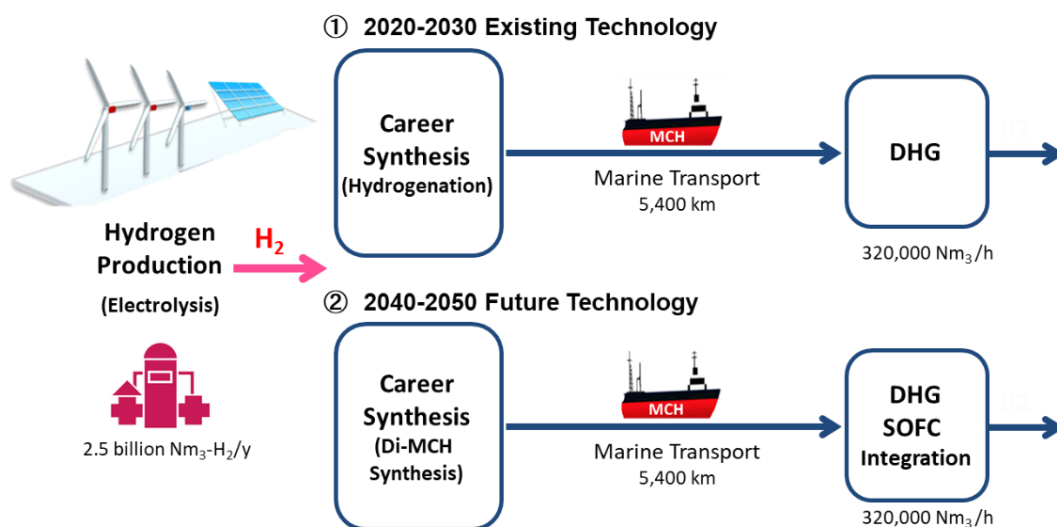 ① 2020-2030 Existing Technology
Career
Synthesis
(Hydrogenation)
MCH
Marine Transport
5,400 km
DHG
H2
320,000 Nm₃/h
Hydrogen
Production
(Electrolysis)
H₂
2.5 billion Nm₃-H₂/y
② 2040-2050 Future Technology
Career
Synthesis
(Di-MCH
Synthesis)
MCH
Marine Transport
5,400 km
DHG
SOFC
Integration
H2
320,000 Nm₃/h